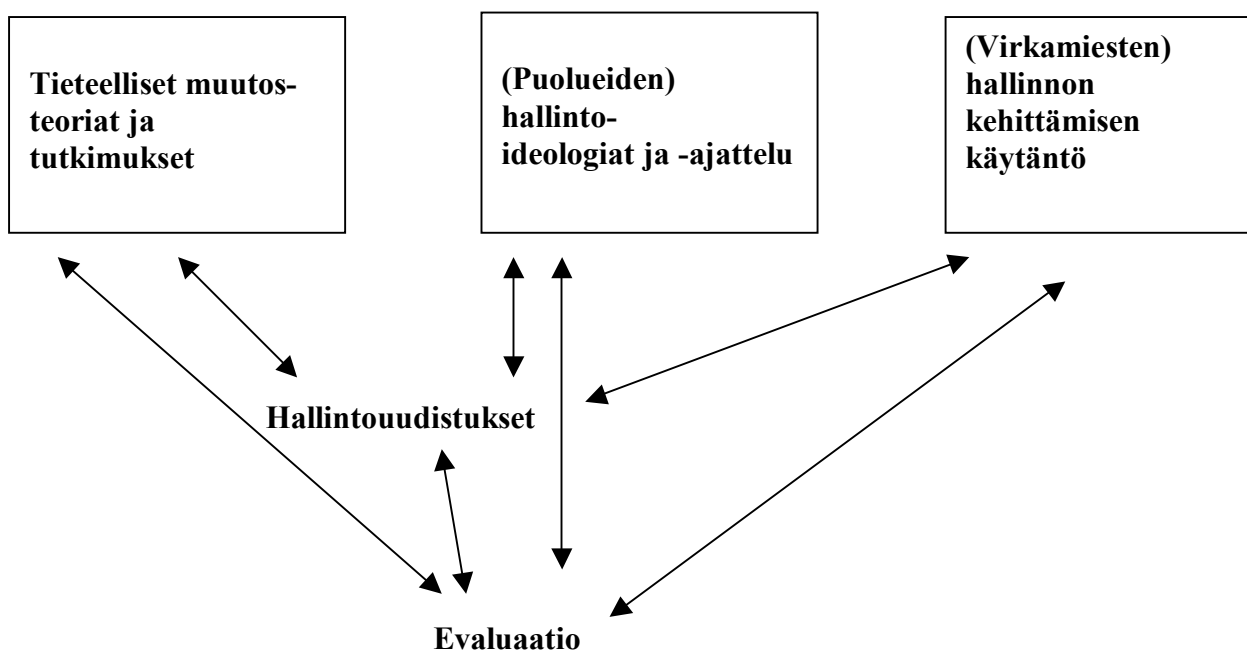 Tieteelliset muutos-
teoriat ja
tutkimukset
(Puolueiden)
hallinto-
ideologiat ja -ajattelu
(Virkamiesten)
hallinnon
kehittämisen
käytäntö
Hallintouudistukset
Evaluaatio